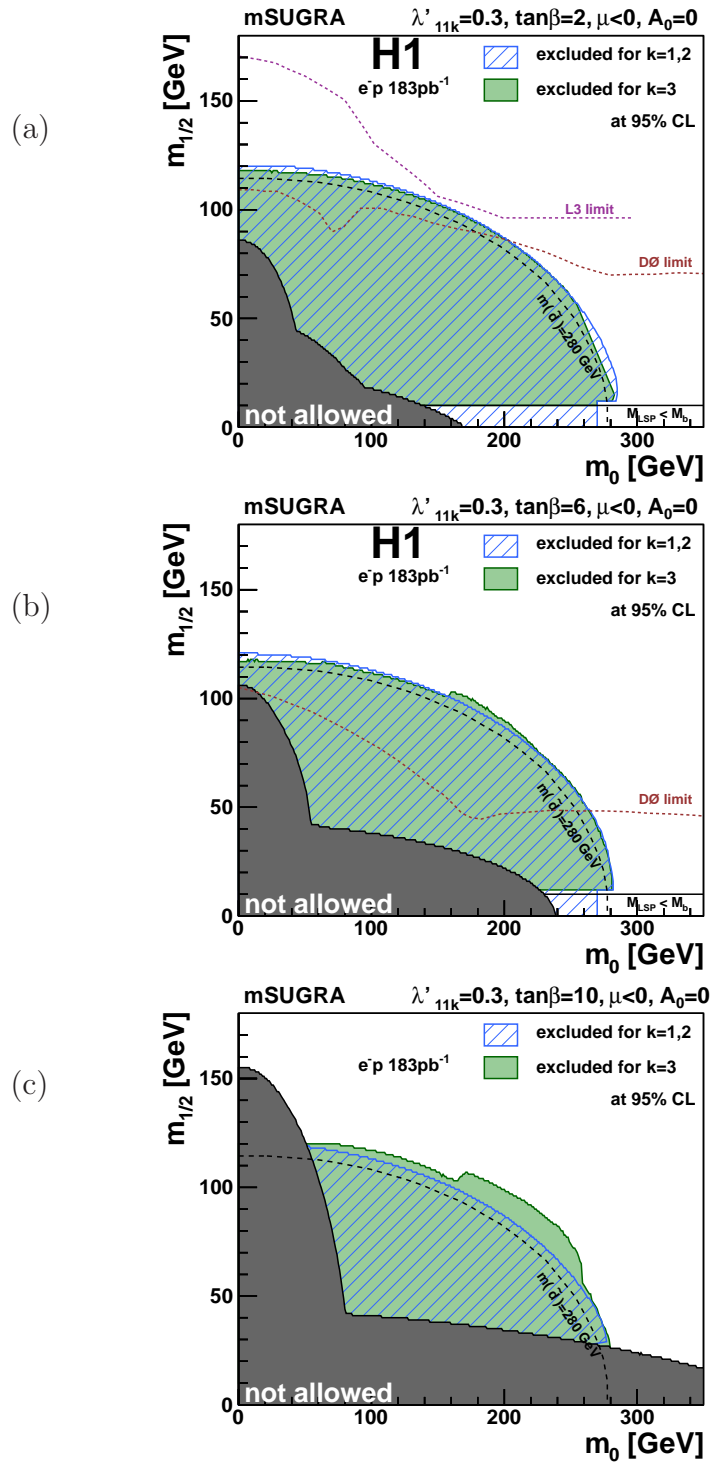 (a)
mSUGRA λ'11k=0.3, tanβ=2, μ<0, A0=0
H1
e-p 183pb-1
excluded for k=1,2
excluded for k=3
at 95% CL
m1/2 [GeV]
150
100
50
0
L3 limit
DØ limit
m(d̃)=280 GeV
MLSP < Mb
not allowed
0 100 200 300
m0 [GeV]
(b)
mSUGRA λ'11k=0.3, tanβ=6, μ<0, A0=0
H1
e-p 183pb-1
excluded for k=1,2
excluded for k=3
at 95% CL
m1/2 [GeV]
150
100
50
0
DØ limit
m(d̃)=280 GeV
MLSP < Mb
not allowed
0 100 200 300
m0 [GeV]
(c)
mSUGRA λ'11k=0.3, tanβ=10, μ<0, A0=0
e-p 183pb-1
excluded for k=1,2
excluded for k=3
at 95% CL
m1/2 [GeV]
150
100
50
0
m(d̃)=280 GeV
not allowed
0 100 200 300
m0 [GeV]